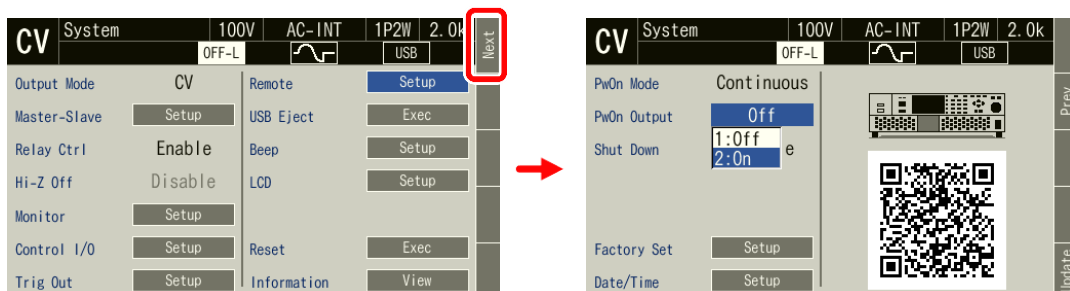 CV System 100V AC-INT 1P2W 2.0k Next
OFF-L USB
Output Mode CV Remote Setup
Master-Slave Setup USB Eject Exec
Relay Ctrl Enable Beep Setup
Hi-Z Off Disable LCD Setup
Monitor Setup
Control I/O Setup Reset Exec
Trig Out Setup Information View
CV System 100V AC-INT 1P2W 2.0k
OFF-L USB
PwOn Mode Continuous Prev
PwOn Output Off
1:Off
Shut Down 2:On e
Factory Set Setup
Date/Time Setup Update